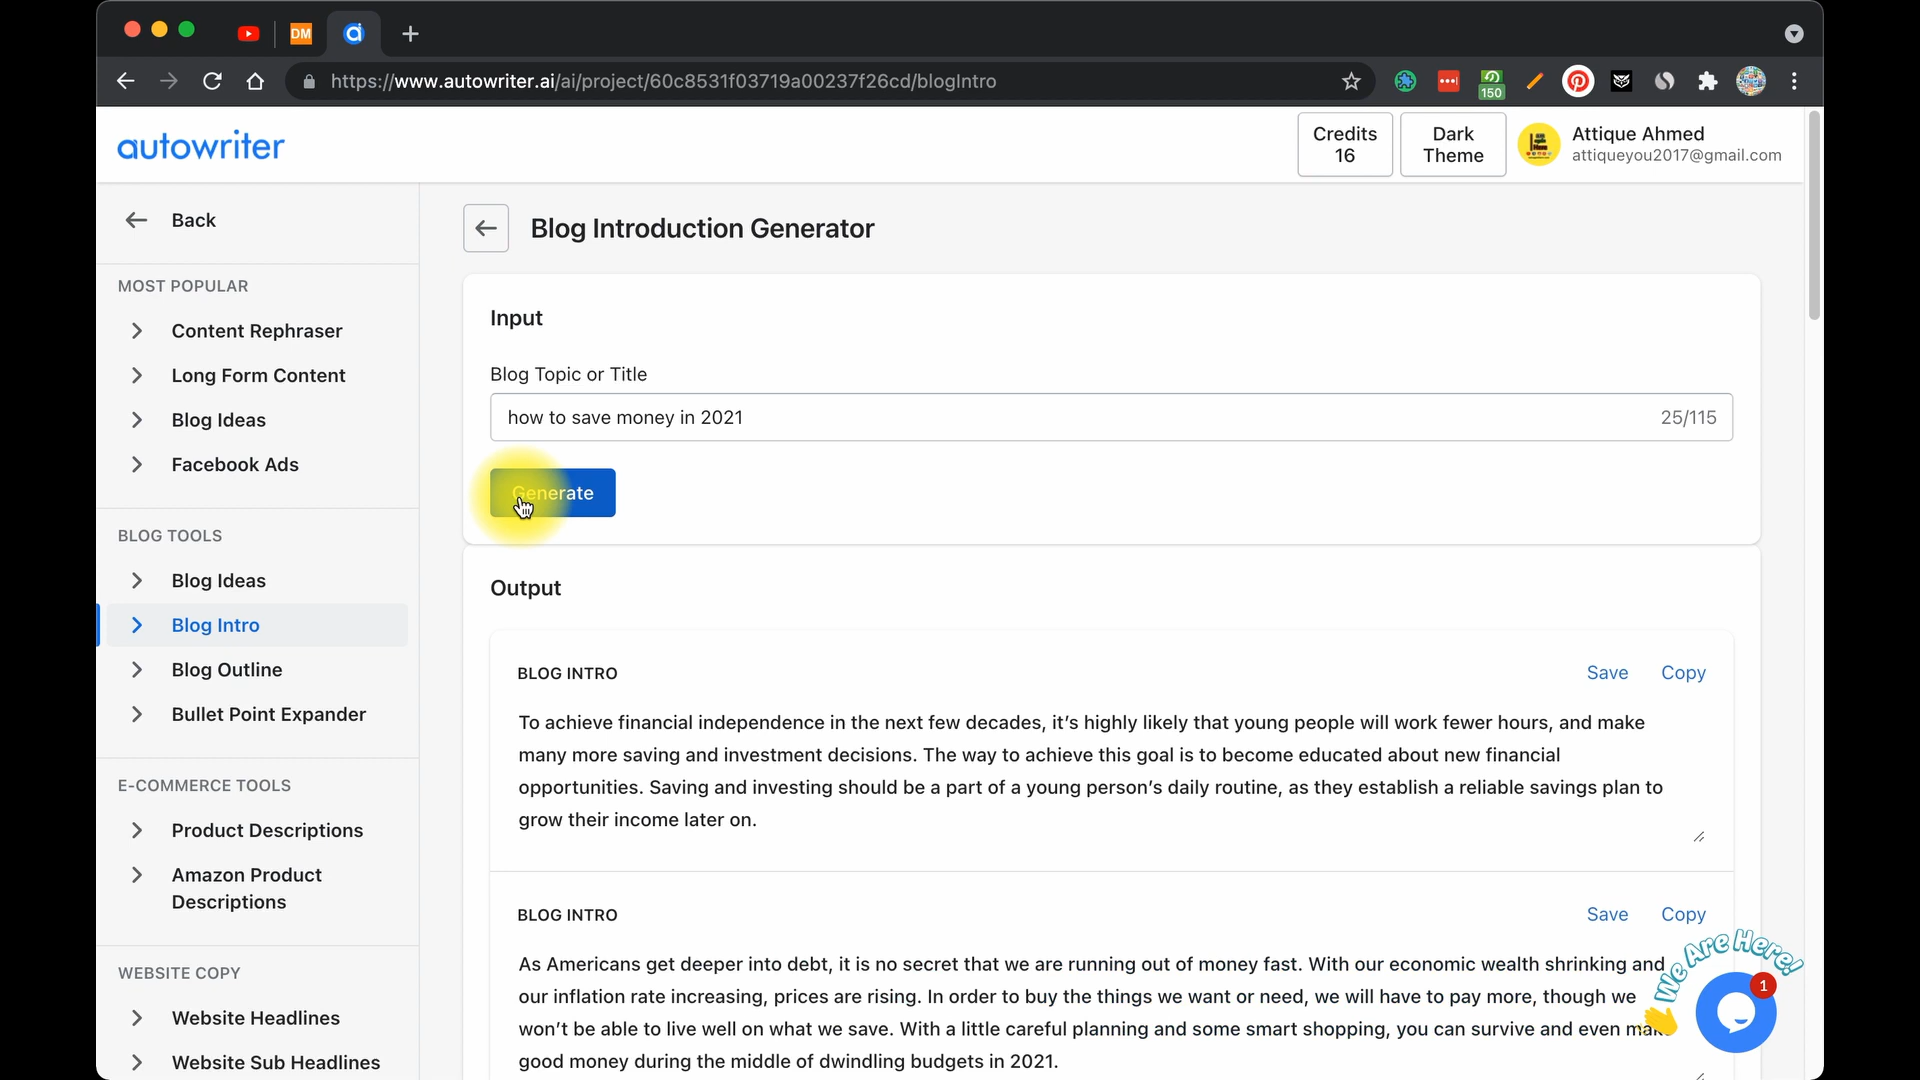 DM
https://www.autowriter.ai/ai/project/60c8531f03719a00237f26cd/blogIntro
150
autowriter
Credits
16
Dark
Theme
Attique Ahmed
attiqueyou2017@gmail.com
Back
MOST POPULAR
Content Rephraser
Long Form Content
Blog Ideas
Facebook Ads
BLOG TOOLS
Blog Ideas
Blog Intro
Blog Outline
Bullet Point Expander
E-COMMERCE TOOLS
Product Descriptions
Amazon Product
Descriptions
WEBSITE COPY
Website Headlines
Website Sub Headlines
Blog Introduction Generator
Input
Blog Topic or Title
how to save money in 2021
25/115
Generate
Output
BLOG INTRO
Save Copy
To achieve financial independence in the next few decades, it's highly likely that young people will work fewer hours, and make
many more saving and investment decisions. The way to achieve this goal is to become educated about new financial
opportunities. Saving and investing should be a part of a young person's daily routine, as they establish a reliable savings plan to
grow their income later on.
BLOG INTRO
Save Copy
As Americans get deeper into debt, it is no secret that we are running out of money fast. With our economic wealth shrinking and
our inflation rate increasing, prices are rising. In order to buy the things we want or need, we will have to pay more, though we
won't be able to live well on what we save. With a little careful planning and some smart shopping, you can survive and even make
good money during the middle of dwindling budgets in 2021.
We Are Here!
1